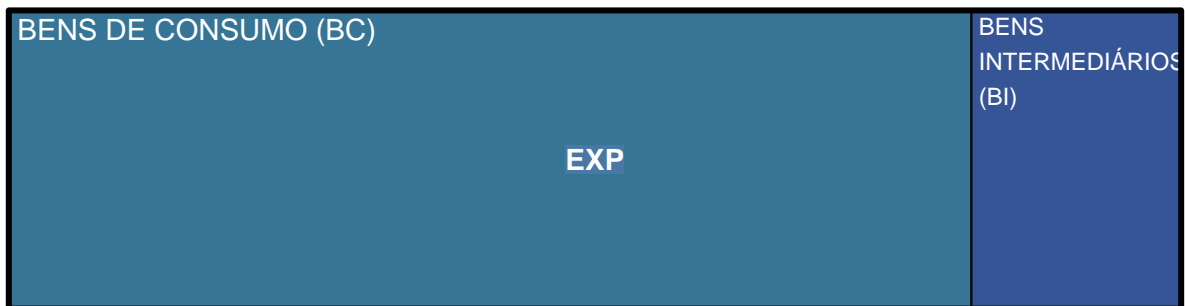 BENS DE CONSUMO (BC)
BENS
INTERMEDIÁRIOS
(BI)
EXP